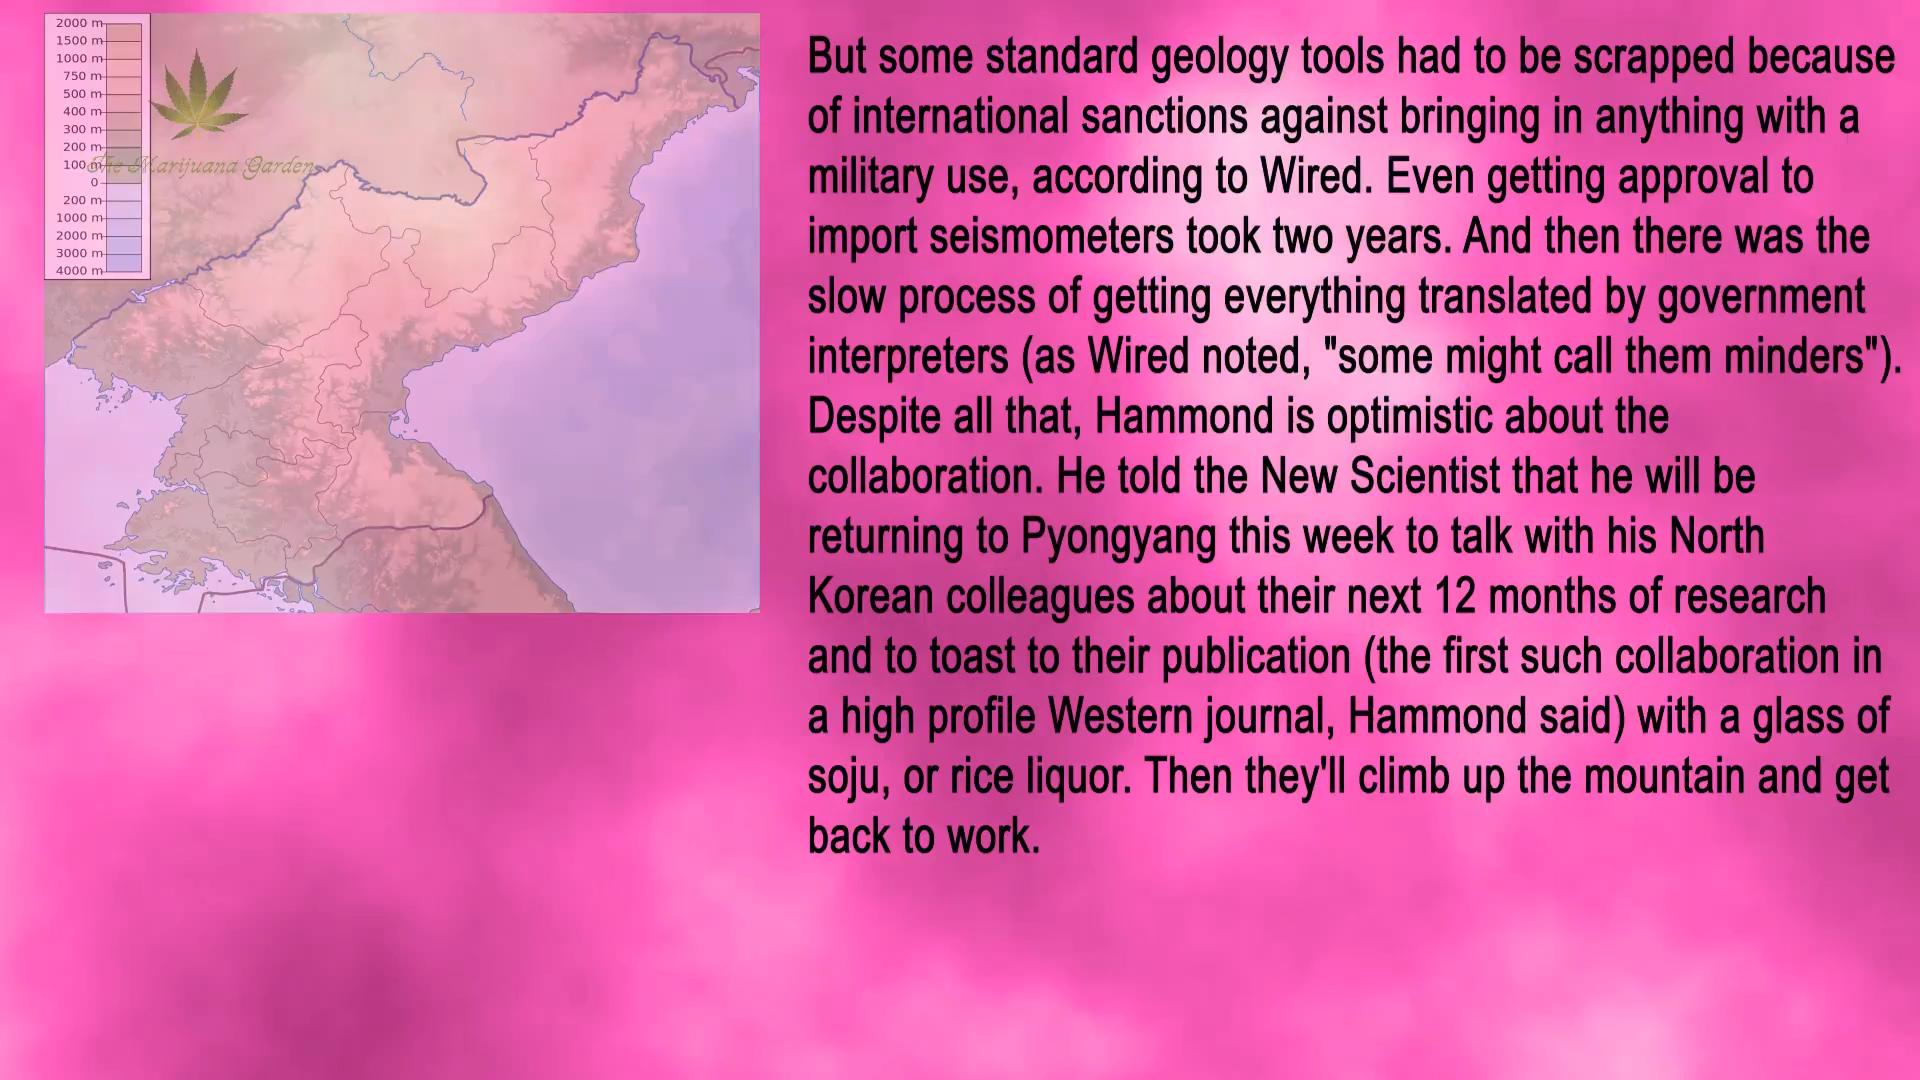 2000 m
1500 m
1000 m
750 m
500 m
400 m
300 m
200 m
100 m
0
200 m
1000 m
2000 m
3000 m
4000 m
The Marijuana Garden
But some standard geology tools had to be scrapped because
of international sanctions against bringing in anything with a
military use, according to Wired. Even getting approval to
import seismometers took two years. And then there was the
slow process of getting everything translated by government
interpreters (as Wired noted, "some might call them minders").
Despite all that, Hammond is optimistic about the
collaboration. He told the New Scientist that he will be
returning to Pyongyang this week to talk with his North
Korean colleagues about their next 12 months of research
and to toast to their publication (the first such collaboration in
a high profile Western journal, Hammond said) with a glass of
soju, or rice liquor. Then they'll climb up the mountain and get
back to work.